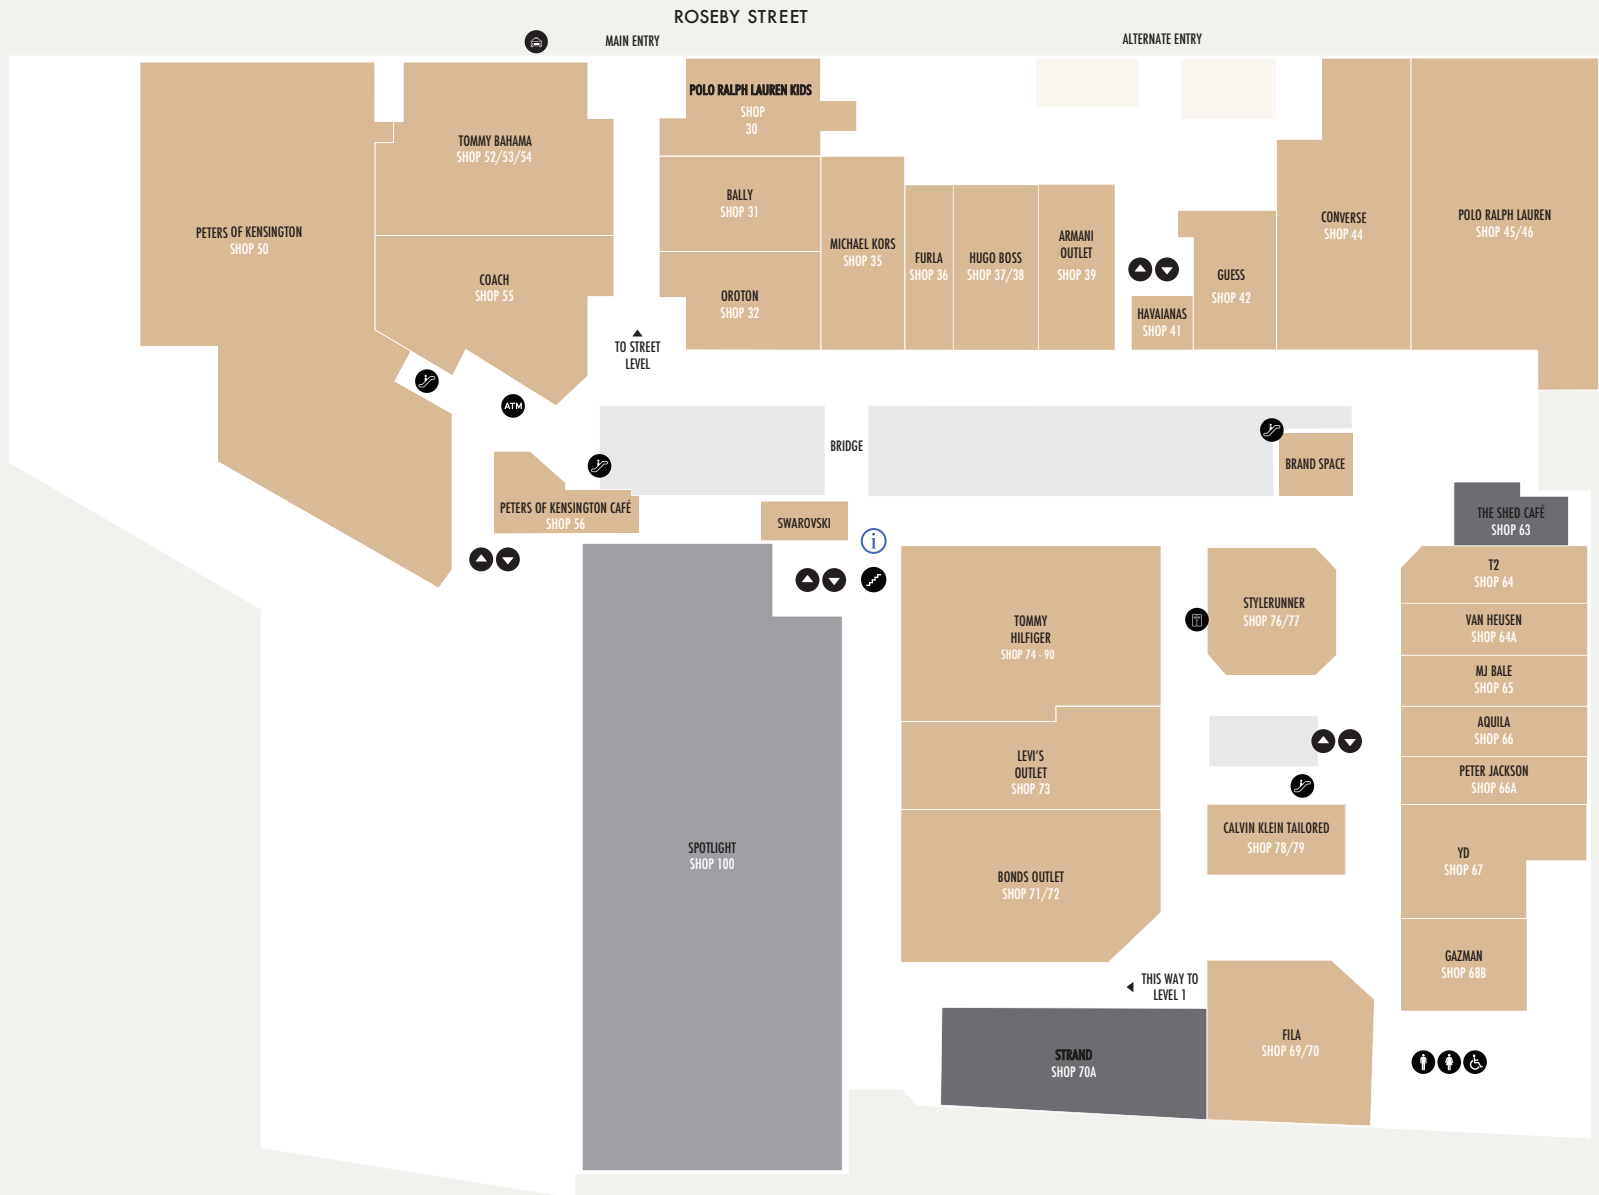 ROSEBY STREET
MAIN ENTRY
ALTERNATE ENTRY
POLO RALPH LAUREN KIDS
SHOP
30
TOMMY BAHAMA
SHOP 52/53/54
PETERS OF KENSINGTON
SHOP 50
COACH
SHOP 55
BALLY
SHOP 31
OROTON
SHOP 32
MICHAEL KORS
SHOP 35
FURLA
SHOP 36
HUGO BOSS
SHOP 37/38
ARMANI
OUTLET
SHOP 39
HAVAIANAS
SHOP 41
GUESS
SHOP 42
CONVERSE
SHOP 44
POLO RALPH LAUREN
SHOP 45/46
TO STREET
LEVEL
ATM
BRIDGE
BRAND SPACE
PETERS OF KENSINGTON CAFÉ
SHOP 56
SWAROVSKI
i
THE SHED CAFÉ
SHOP 63
T2
SHOP 64
VAN HEUSEN
SHOP 64A
MJ BALE
SHOP 65
AQUILA
SHOP 66
PETER JACKSON
SHOP 66A
YD
SHOP 67
GAZMAN
SHOP 68B
STYLERUNNER
SHOP 76/77
TOMMY
HILFIGER
SHOP 74 - 90
LEVI'S
OUTLET
SHOP 73
BONDS OUTLET
SHOP 71/72
CALVIN KLEIN TAILORED
SHOP 78/79
SPOTLIGHT
SHOP 100
THIS WAY TO
LEVEL 1
STRAND
SHOP 70A
FILA
SHOP 69/70